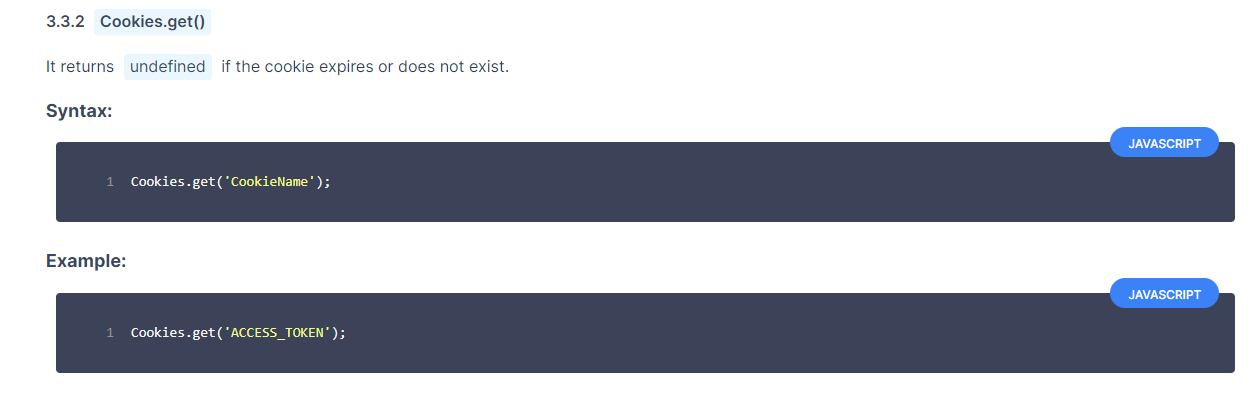 3.3.2 Cookies.get()
It returns undefined if the cookie expires or does not exist.
Syntax:
JAVASCRIPT
1 Cookies.get('CookieName');
Example:
JAVASCRIPT
1 Cookies.get('ACCESS_TOKEN');